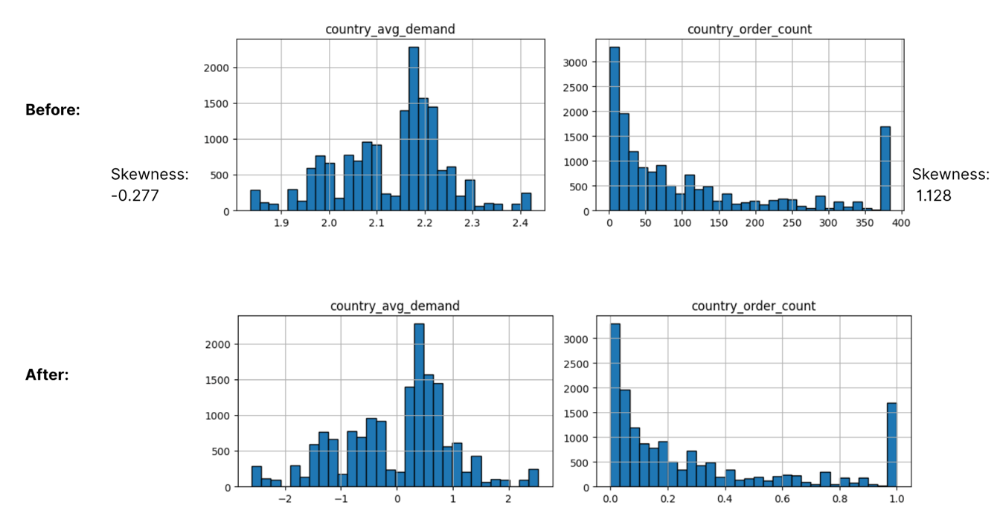 country_avg_demand
country_order_count
Before:
Skewness:
-0.277
2000
1500
1000
500
0
1.9 2.0 2.1 2.2 2.3 2.4
3000
2500
2000
1500
1000
500
0
0 50 100 150 200 250 300 350 400
Skewness:
1.128
After:
country_avg_demand
2000
1500
1000
500
0
−2 −1 0 1 2
country_order_count
3000
2500
2000
1500
1000
500
0
0.0 0.2 0.4 0.6 0.8 1.0